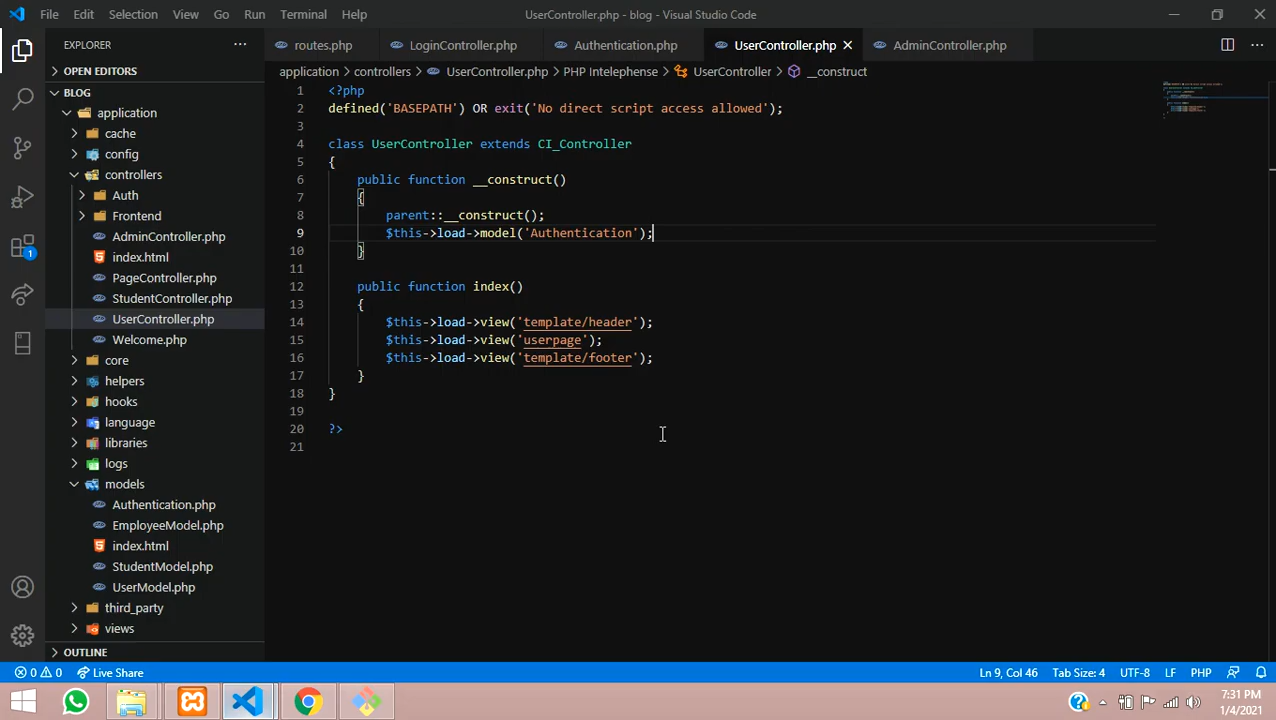 File Edit Selection View Go Run Terminal Help
UserController.php - blog - Visual Studio Code
EXPLORER
OPEN EDITORS
BLOG
application
cache
config
controllers
Auth
Frontend
AdminController.php
index.html
PageController.php
StudentController.php
UserController.php
Welcome.php
core
helpers
hooks
language
libraries
logs
models
Authentication.php
EmployeeModel.php
index.html
StudentModel.php
UserModel.php
third_party
views
OUTLINE
1
routes.php LoginController.php Authentication.php UserController.php AdminController.php
application > controllers > UserController.php > PHP Intelephense > UserController > __construct
1 <?php
2 defined('BASEPATH') OR exit('No direct script access allowed');
3
4 class UserController extends CI_Controller
5 {
6 public function __construct()
7 {
8 parent::__construct();
9 $this->load->model('Authentication');
10 }
11
12 public function index()
13 {
14 $this->load->view('template/header');
15 $this->load->view('userpage');
16 $this->load->view('template/footer');
17 }
18 }
19
20 ?>
21
0 0 Live Share
Ln 9, Col 46 Tab Size: 4 UTF-8 LF PHP
7:31 PM
1/4/2021